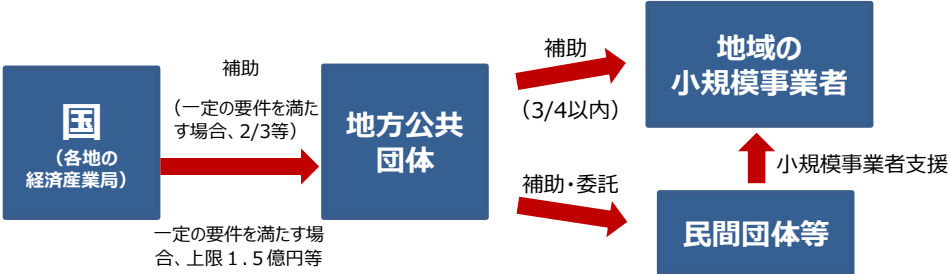 国
（各地の
経済産業局）
補助
（一定の要件を満た
す場合、2/3等）
一定の要件を満たす場
合、上限１.５億円等
地方公共
団体
補助
（3/4以内）
地域の
小規模事業者
補助・委託
民間団体等
小規模事業者支援